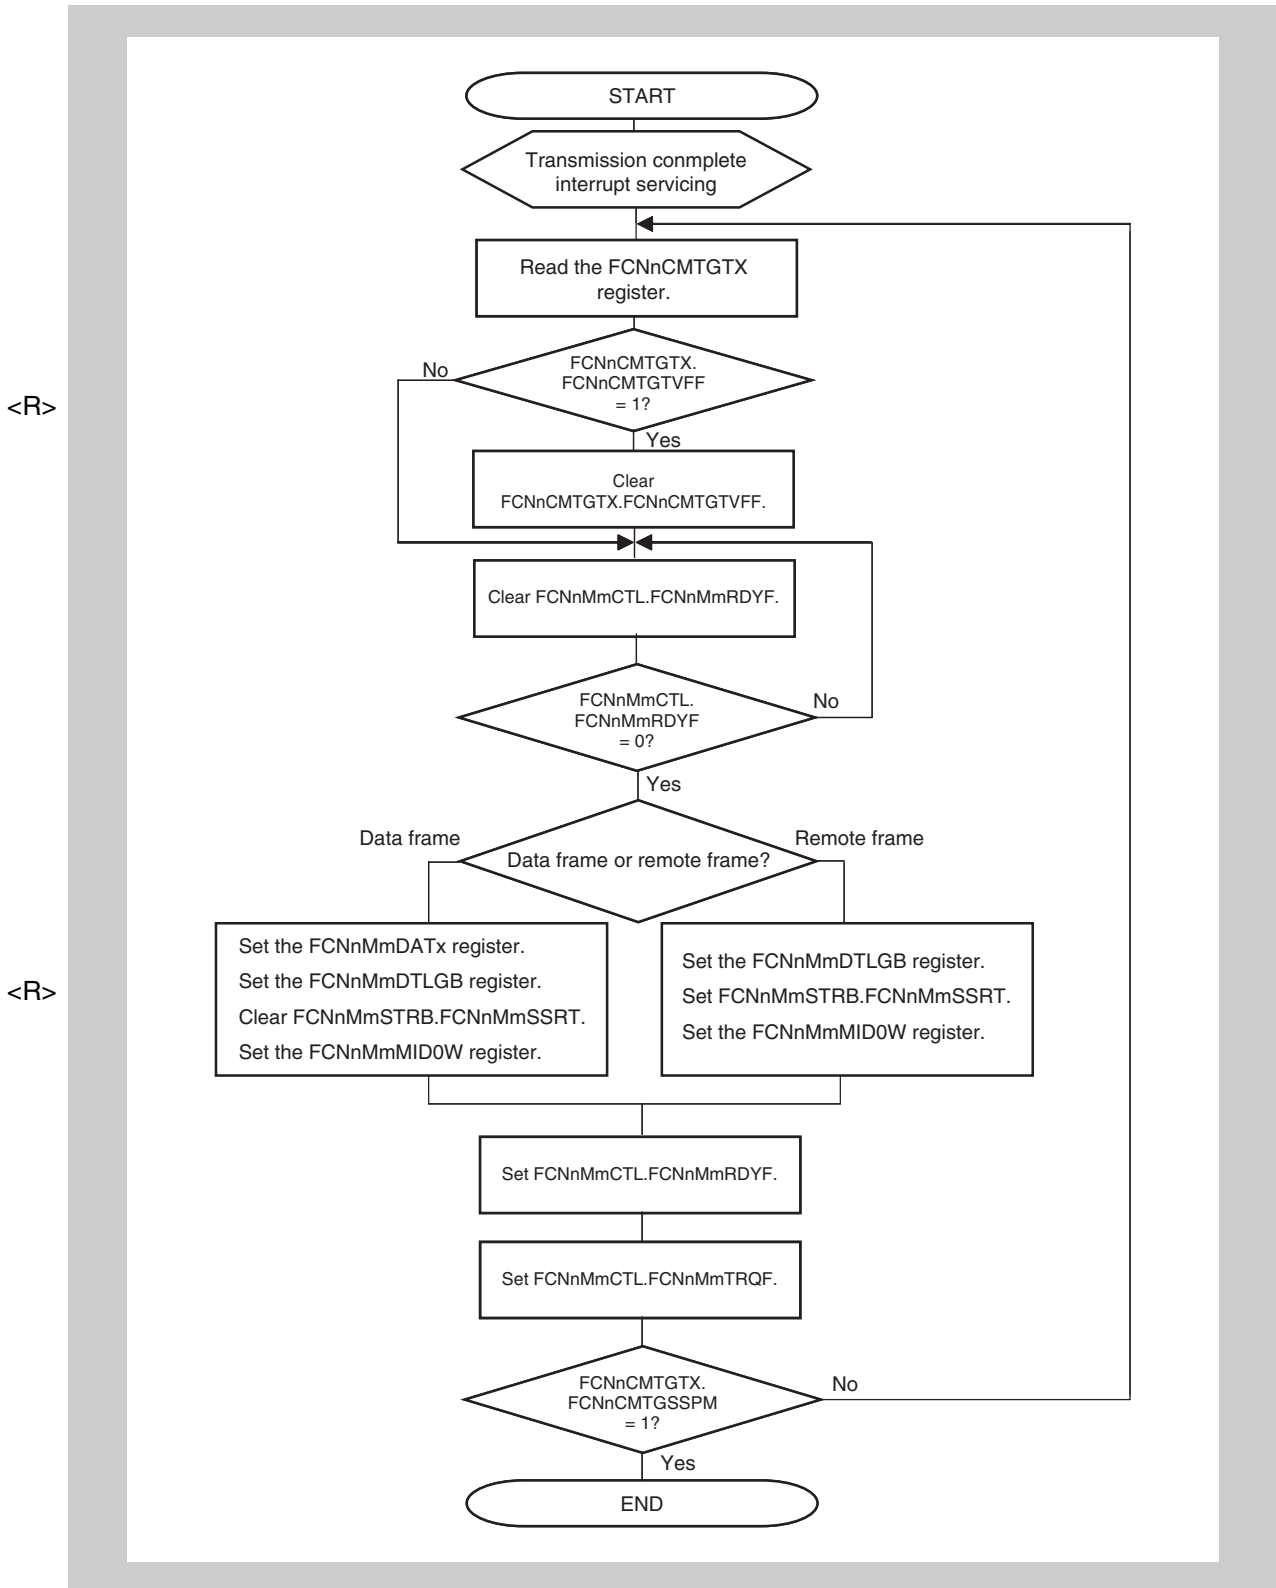 START
Transmission conmplete
interrupt servicing
Read the FCNnCMTGTX
register.
FCNnCMTGTX.
FCNnCMTGTVFF
= 1?
No
<R>
Yes
Clear
FCNnCMTGTX.FCNnCMTGTVFF.
Clear FCNnMmCTL.FCNnMmRDYF.
FCNnMmCTL.
FCNnMmRDYF
= 0?
No
Yes
Data frame
Remote frame
Data frame or remote frame?
<R>
Set the FCNnMmDATx register.
Set the FCNnMmDTLGB register.
Clear FCNnMmSTRB.FCNnMmSSRT.
Set the FCNnMmMID0W register.
Set the FCNnMmDTLGB register.
Set FCNnMmSTRB.FCNnMmSSRT.
Set the FCNnMmMID0W register.
Set FCNnMmCTL.FCNnMmRDYF.
Set FCNnMmCTL.FCNnMmTRQF.
FCNnCMTGTX.
FCNnCMTGSSPM
= 1?
No
Yes
END